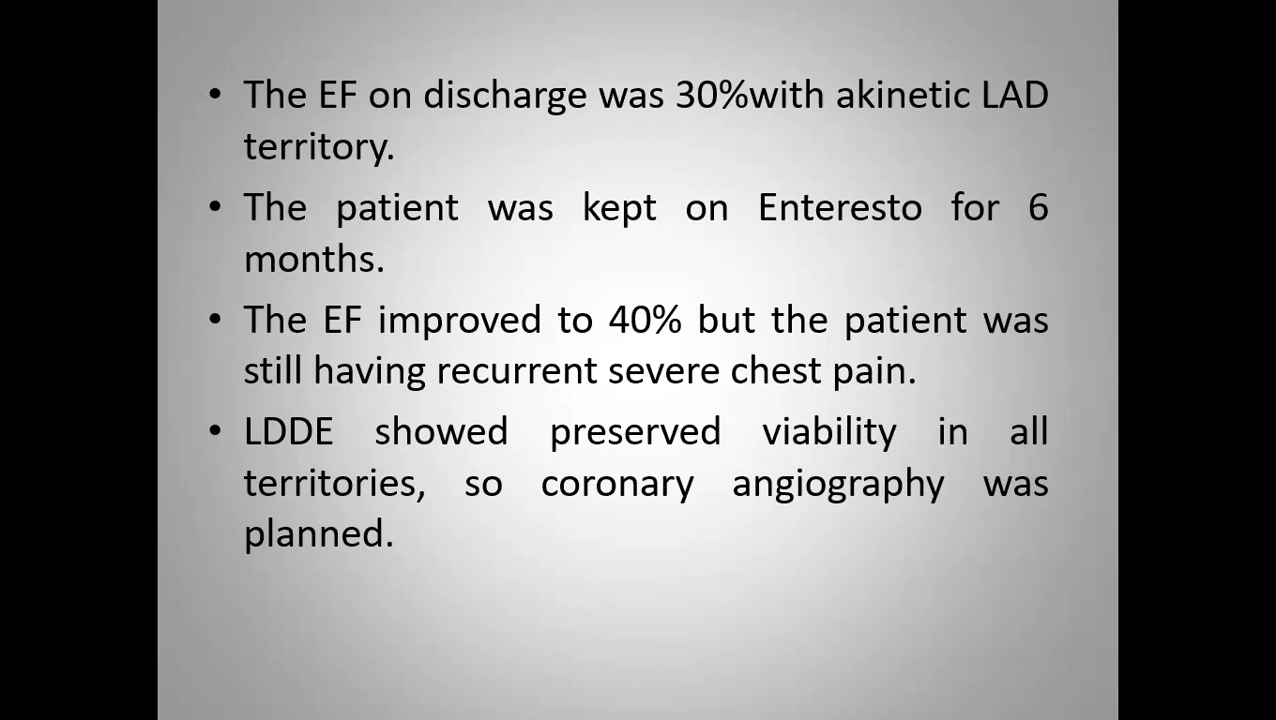 • The EF on discharge was 30%with akinetic LAD
territory.
• The patient was kept on Enteresto for 6
months.
• The EF improved to 40% but the patient was
still having recurrent severe chest pain.
• LDDE showed preserved viability in all
territories, so coronary angiography was
planned.